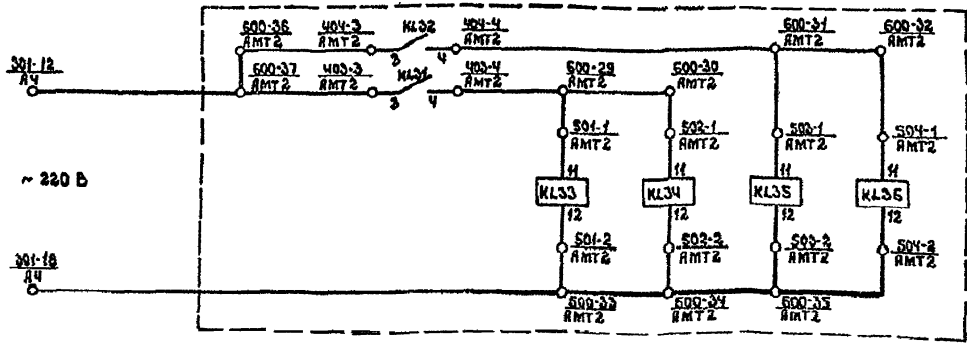 600-36
АМТ2
404-3
АМТ2
KL32
3
4
404-4
АМТ2
600-31
АМТ2
600-32
АМТ2
301-12
А4
600-37
АМТ2
403-3
АМТ2
KL31
3
4
403-4
АМТ2
600-29
АМТ2
600-30
АМТ2
501-1
АМТ2
502-1
АМТ2
503-1
АМТ2
504-1
АМТ2
~ 220 В
11
KL33
12
11
KL34
12
11
KL35
12
11
KL36
12
501-2
АМТ2
502-2
АМТ2
503-2
АМТ2
504-2
АМТ2
301-18
А4
600-33
АМТ2
600-34
АМТ2
600-35
АМТ2